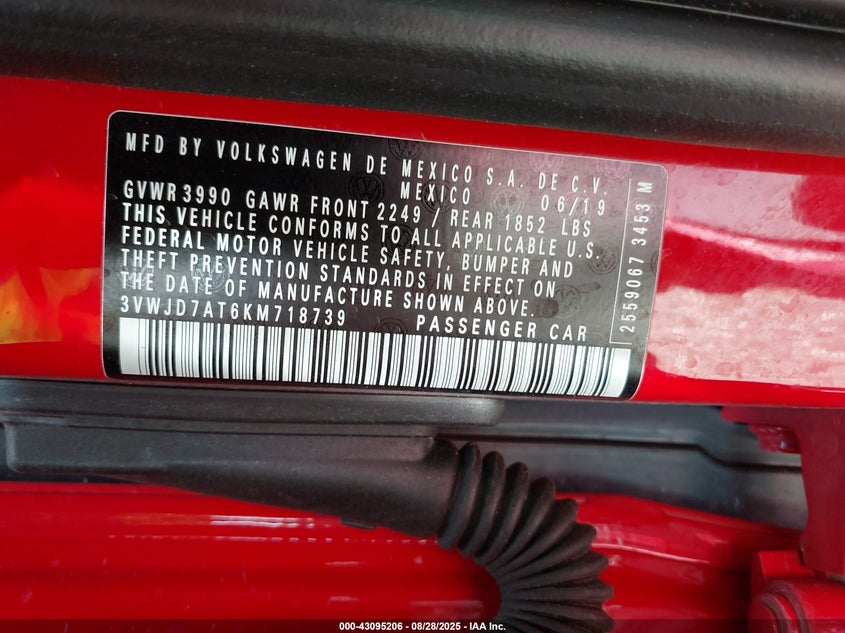 MFD BY VOLKSWAGEN DE MEXICO S.A. DE C.V.
MEXICO 06/19
GVWR 3990 GAWR FRONT 2249 / REAR 1852 LBS
THIS VEHICLE CONFORMS TO ALL APPLICABLE U.S.
FEDERAL MOTOR VEHICLE SAFETY, BUMPER AND
THEFT PREVENTION STANDARDS IN EFFECT ON
THE DATE OF MANUFACTURE SHOWN ABOVE.
3VWJD7AT6KM718739 PASSENGER CAR
2559067 3453 M
000-43095206 - 08/28/2025 - IAA Inc.